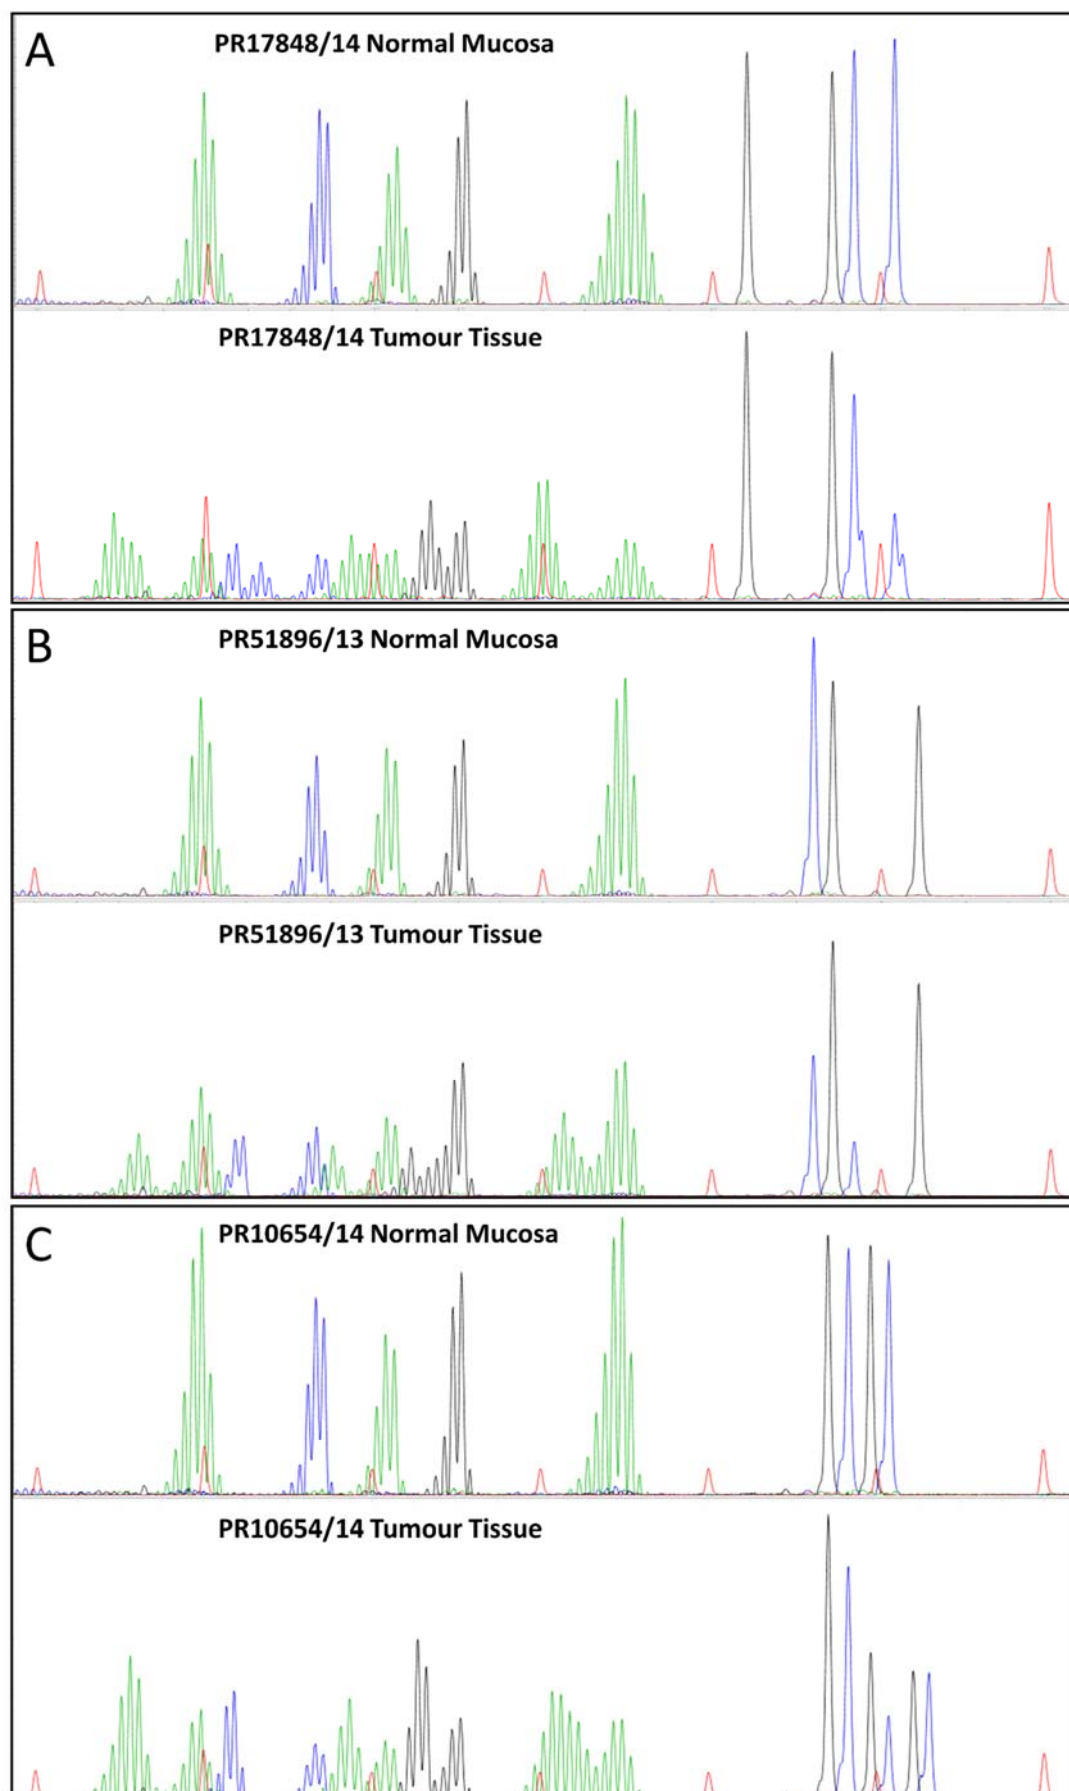 A
PR17848/14 Normal Mucosa
PR17848/14 Tumour Tissue
B
PR51896/13 Normal Mucosa
PR51896/13 Tumour Tissue
C
PR10654/14 Normal Mucosa
PR10654/14 Tumour Tissue